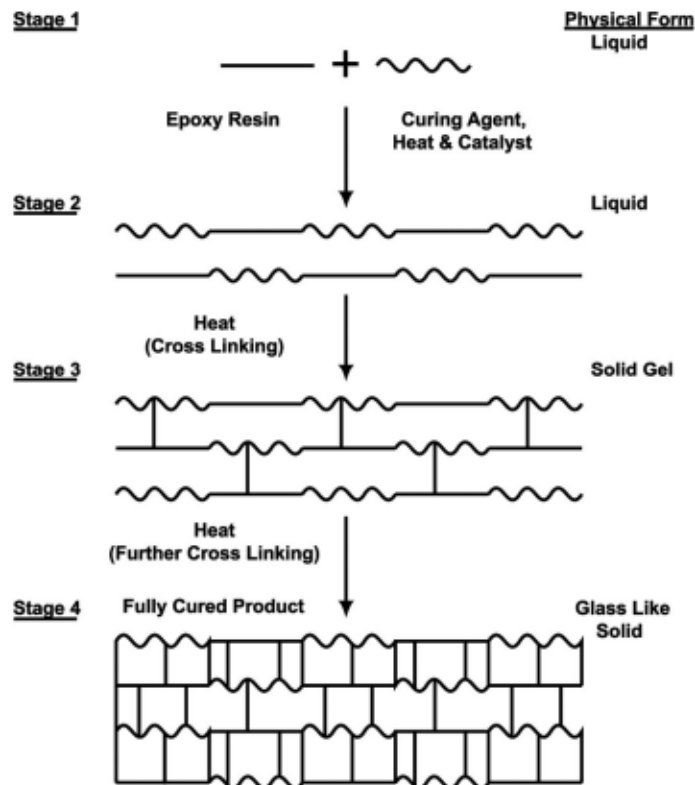 Stage 1
Physical Form
Liquid
+
Epoxy Resin
Curing Agent,
Heat & Catalyst
Stage 2
Liquid
Heat
(Cross Linking)
Stage 3
Solid Gel
Heat
(Further Cross Linking)
Stage 4
Fully Cured Product
Glass Like
Solid